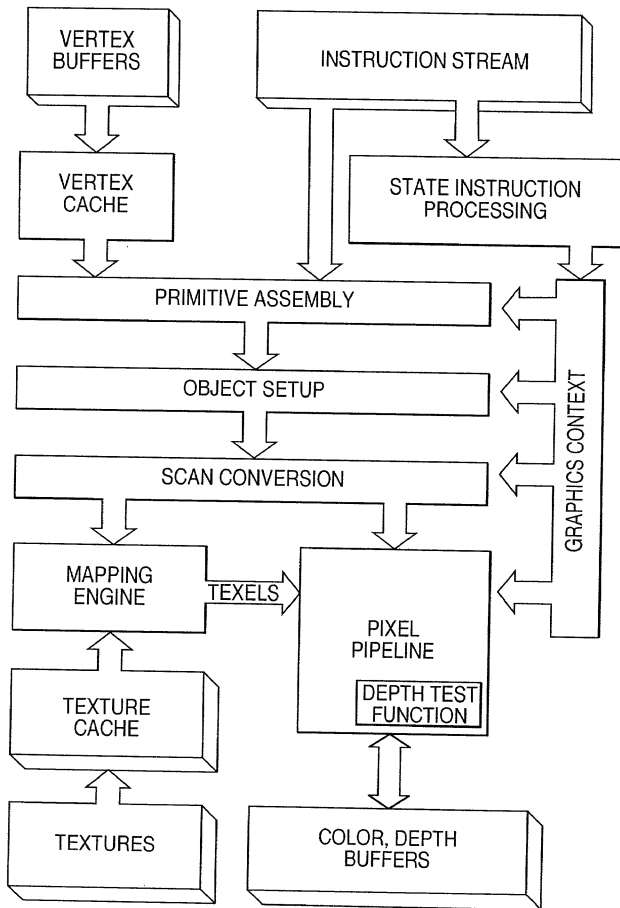 VERTEX
BUFFERS
INSTRUCTION STREAM
VERTEX
CACHE
STATE INSTRUCTION
PROCESSING
PRIMITIVE ASSEMBLY
OBJECT SETUP
SCAN CONVERSION
GRAPHICS CONTEXT
MAPPING
ENGINE
TEXELS
PIXEL
PIPELINE
DEPTH TEST
FUNCTION
TEXTURE
CACHE
TEXTURES
COLOR, DEPTH
BUFFERS